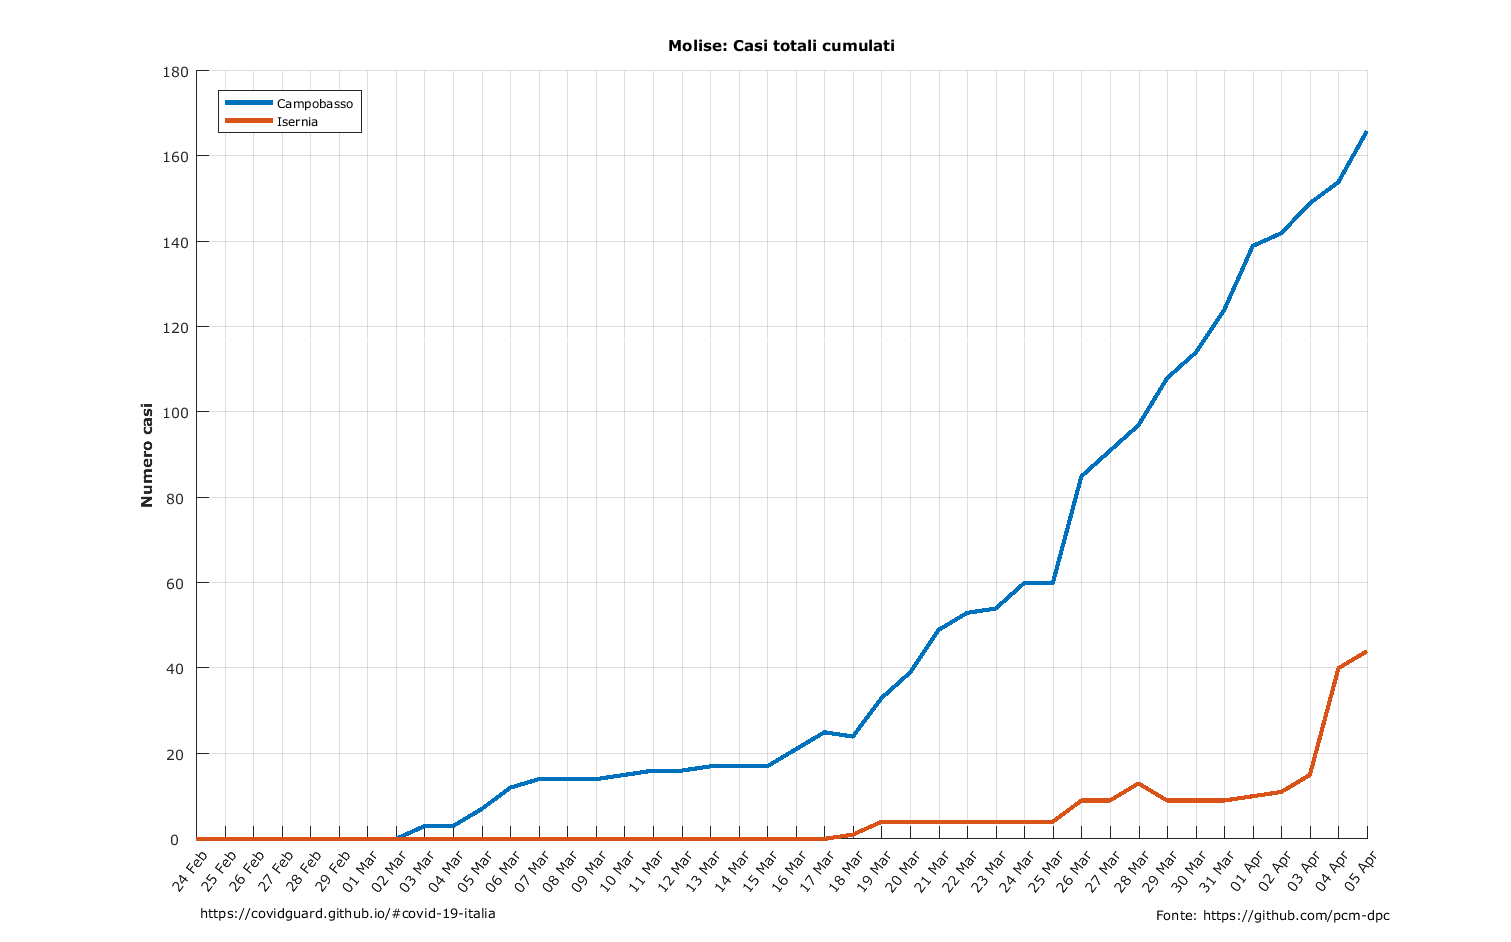 Molise: Casi totali cumulati
Campobasso
Isernia
Numero casi
180
160
140
120
100
80
60
40
20
0
24 Feb
25 Feb
26 Feb
27 Feb
28 Feb
29 Feb
01 Mar
02 Mar
03 Mar
04 Mar
05 Mar
06 Mar
07 Mar
08 Mar
09 Mar
10 Mar
11 Mar
12 Mar
13 Mar
14 Mar
15 Mar
16 Mar
17 Mar
18 Mar
19 Mar
20 Mar
21 Mar
22 Mar
23 Mar
24 Mar
25 Mar
26 Mar
27 Mar
28 Mar
29 Mar
30 Mar
31 Mar
01 Apr
02 Apr
03 Apr
04 Apr
05 Apr
https://covidguard.github.io/#covid-19-italia
Fonte: https://github.com/pcm-dpc